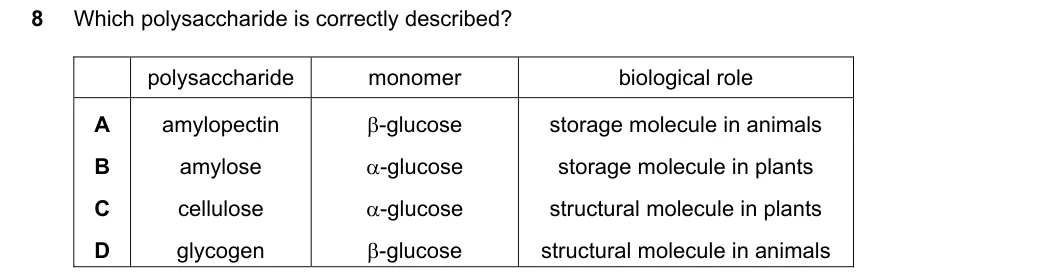 8 Which polysaccharide is correctly described?
polysaccharide monomer biological role
A amylopectin β-glucose storage molecule in animals
B amylose α-glucose storage molecule in plants
C cellulose α-glucose structural molecule in plants
D glycogen β-glucose structural molecule in animals